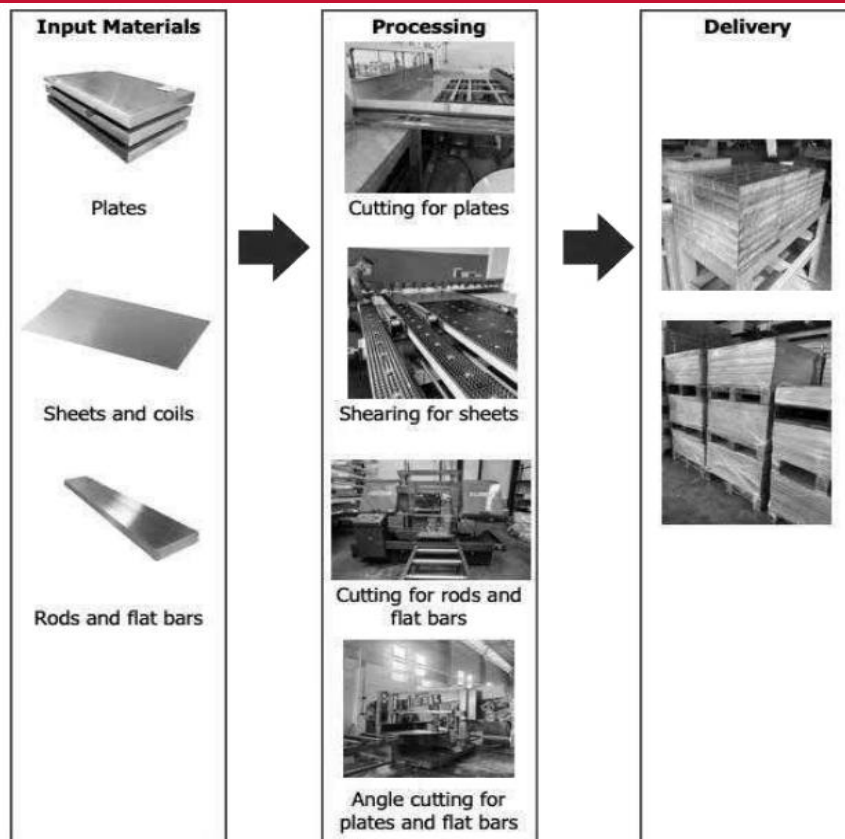 Input Materials
Plates
Sheets and coils
Rods and flat bars
Processing
Cutting for plates
Shearing for sheets
Cutting for rods and
flat bars
Angle cutting for
plates and flat bars
Delivery